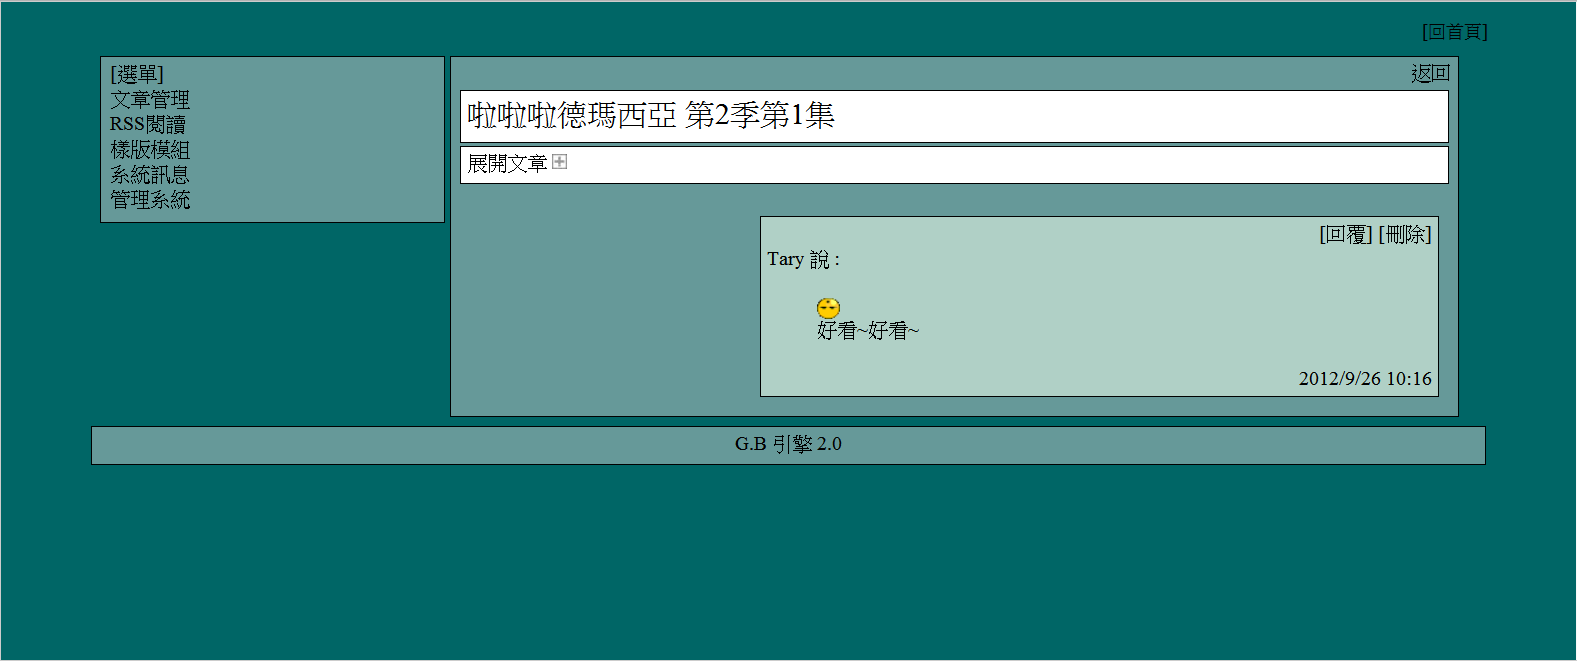 [回首頁]
[選單]
文章管理
RSS閱讀
樣版模組
系統訊息
管理系統
返回
啦啦啦德瑪西亞 第2季第1集
展開文章
[回覆] [刪除]
Tary 說 :
好看~好看~
2012/9/26 10:16
G.B 引擎 2.0